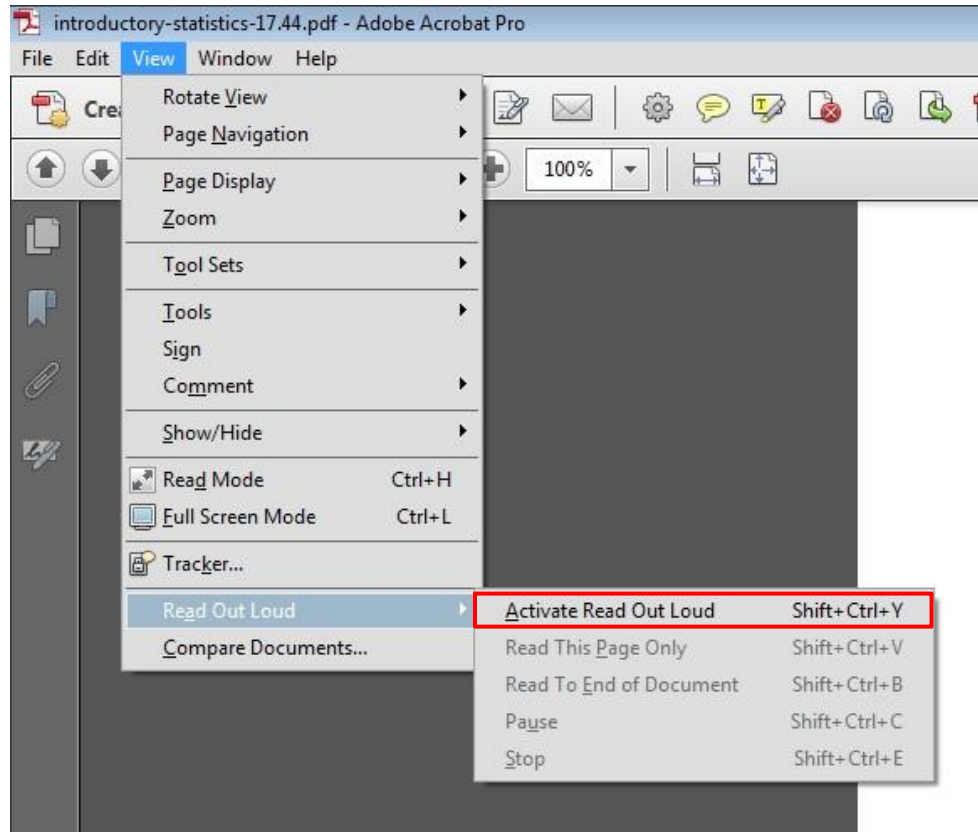 introductory-statistics-17.44.pdf - Adobe Acrobat Pro
File Edit View Window Help
Rotate View
Page Navigation
100%
Page Display
Zoom
Tool Sets
Tools
Sign
Comment
Show/Hide
Read Mode Ctrl+H
Full Screen Mode Ctrl+L
Tracker...
Read Out Loud
Compare Documents...
Activate Read Out Loud Shift+Ctrl+Y
Read This Page Only Shift+Ctrl+V
Read To End of Document Shift+Ctrl+B
Pause Shift+Ctrl+C
Stop Shift+Ctrl+E